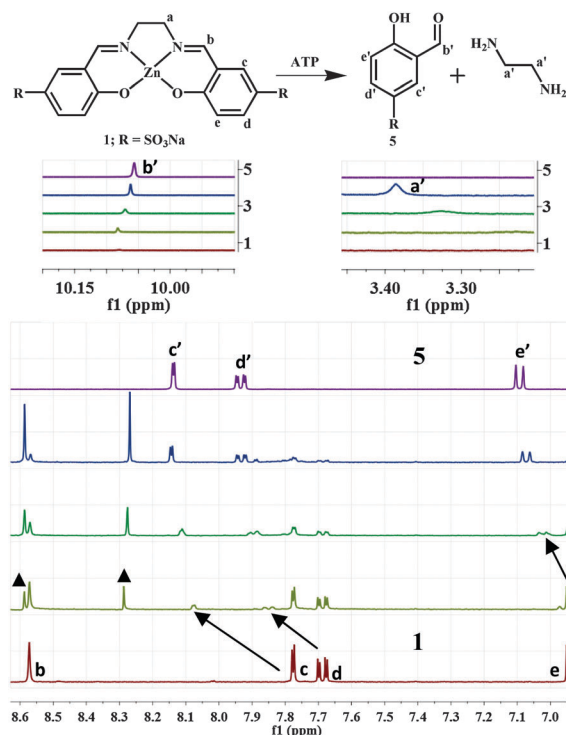 a
b
N
N
Zn
O
O
R
R
c
d
e
1; R = SO₃Na
ATP
OH
O
b'
e'
d'
c'
R
5
+
H₂N
a'
a'
NH₂
b'
5
3
1
10.15 10.00
f1 (ppm)
a'
5
3
1
3.40 3.30
f1 (ppm)
c' d' 5 e'
▲ ▲
1
b c d e
8.6 8.5 8.4 8.3 8.2 8.1 8.0 7.9 7.8 7.7 7.6 7.5 7.4 7.3 7.2 7.1 7.0
f1 (ppm)